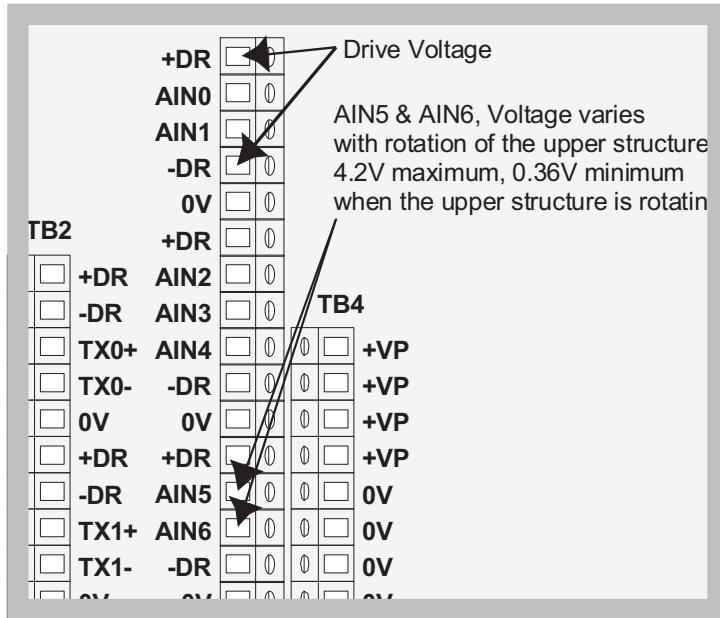 Drive Voltage
AIN5 & AIN6, Voltage varies
with rotation of the upper structure
4.2V maximum, 0.36V minimum
when the upper structure is rotatin
+DR
AIN0
AIN1
-DR
0V
+DR
AIN2
AIN3
AIN4
-DR
0V
+DR
AIN5
AIN6
-DR
0V
TB2
+DR
-DR
TX0+
TX0-
0V
+DR
-DR
TX1+
TX1-
0V
TB4
+VP
+VP
+VP
+VP
0V
0V
0V
0V